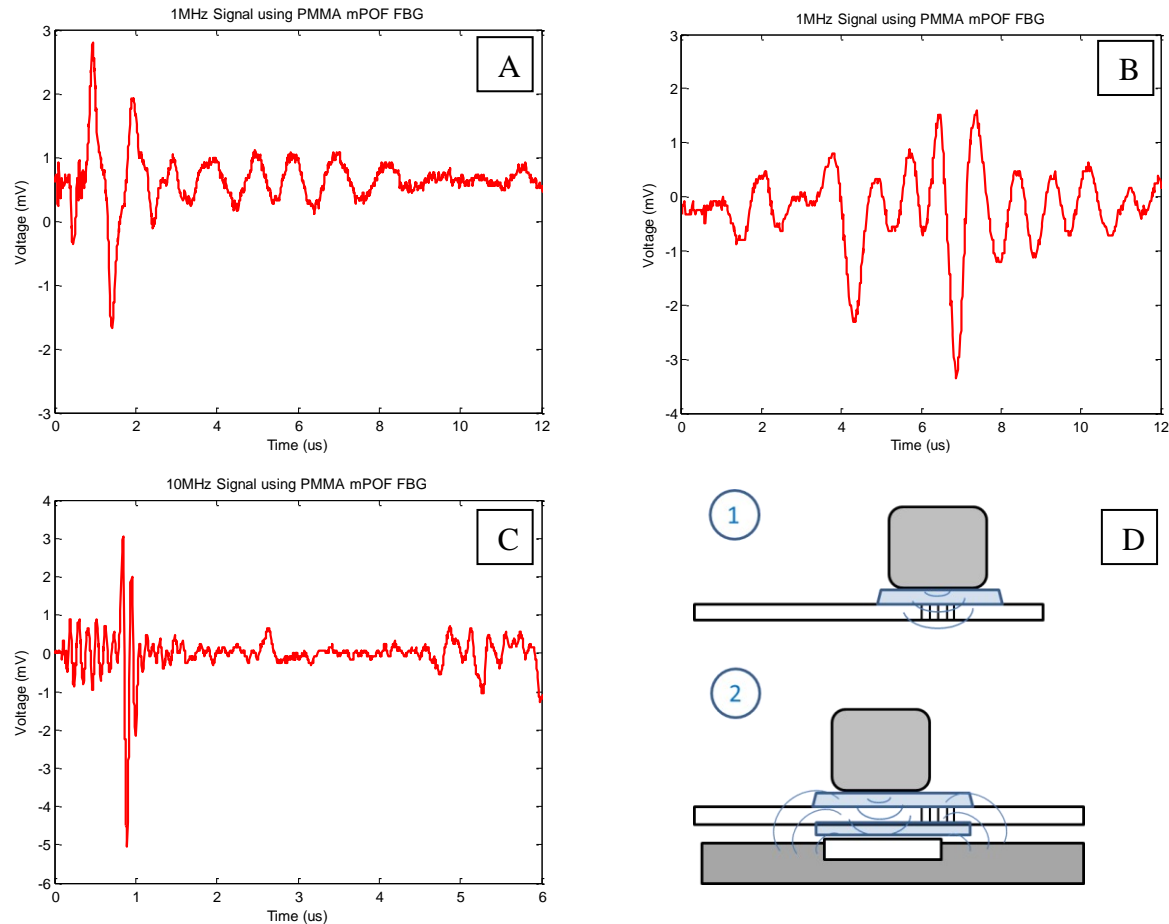 1MHz Signal using PMMA mPOF FBG
A
3
2
1
0
-1
-2
-3
Voltage (mV)
0 2 4 6 8 10 12
Time (us)
1MHz Signal using PMMA mPOF FBG
B
3
2
1
0
-1
-2
-3
-4
Voltage (mV)
0 2 4 6 8 10 12
Time (us)
10MHz Signal using PMMA mPOF FBG
C
4
3
2
1
0
-1
-2
-3
-4
-5
-6
Voltage (mV)
0 1 2 3 4 5 6
Time (us)
1
D
2